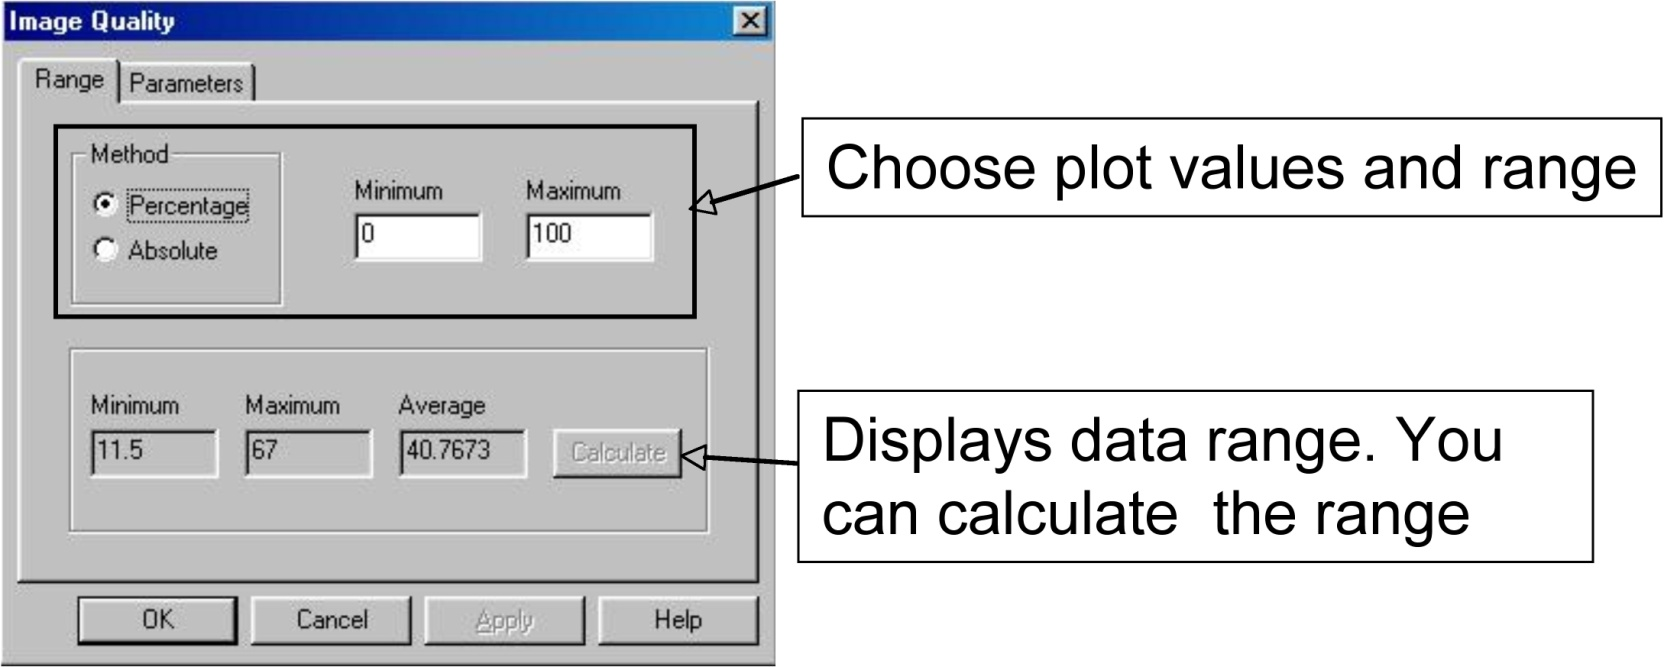 Image Quality
Range Parameters
Method
Percentage
Absolute
Minimum Maximum
0 100
Choose plot values and range
Minimum Maximum Average
11.5 67 40.7673 Calculate
Displays data range. You
can calculate the range
OK Cancel Apply Help